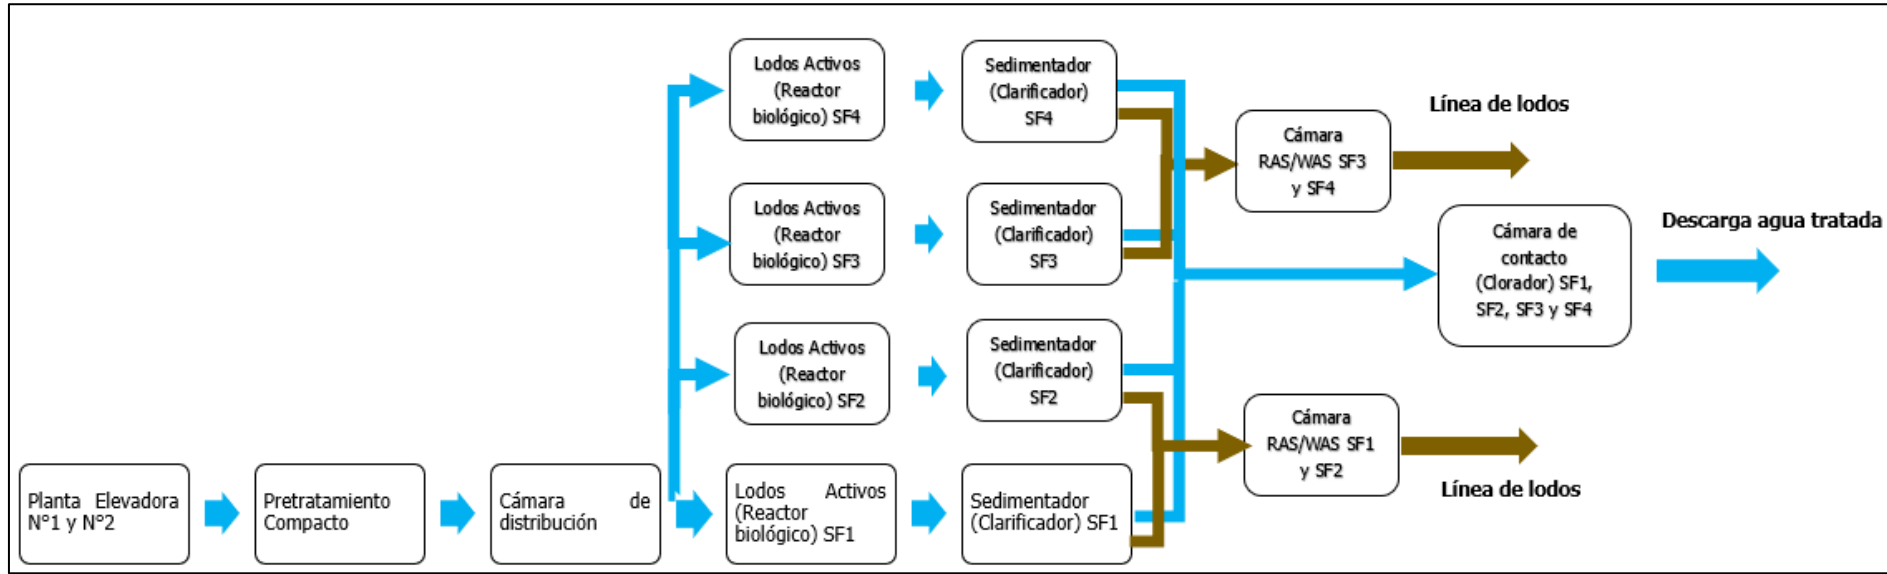 Lodos Activos
(Reactor
biológico) SF4
Sedimentador
(Clarificador)
SF4
Línea de lodos
Cámara
RAS/WAS SF3
y SF4
Lodos Activos
(Reactor
biológico) SF3
Sedimentador
(Clarificador)
SF3
Cámara de
contacto
(Clorador) SF1,
SF2, SF3 y SF4
Descarga agua tratada
Lodos Activos
(Reactor
biológico) SF2
Sedimentador
(Clarificador)
SF2
Cámara
RAS/WAS SF1
y SF2
Línea de lodos
Planta Elevadora
N°1 y N°2
Pretratamiento
Compacto
Cámara de
distribución
Lodos Activos
(Reactor
biológico) SF1
Sedimentador
(Clarificador) SF1